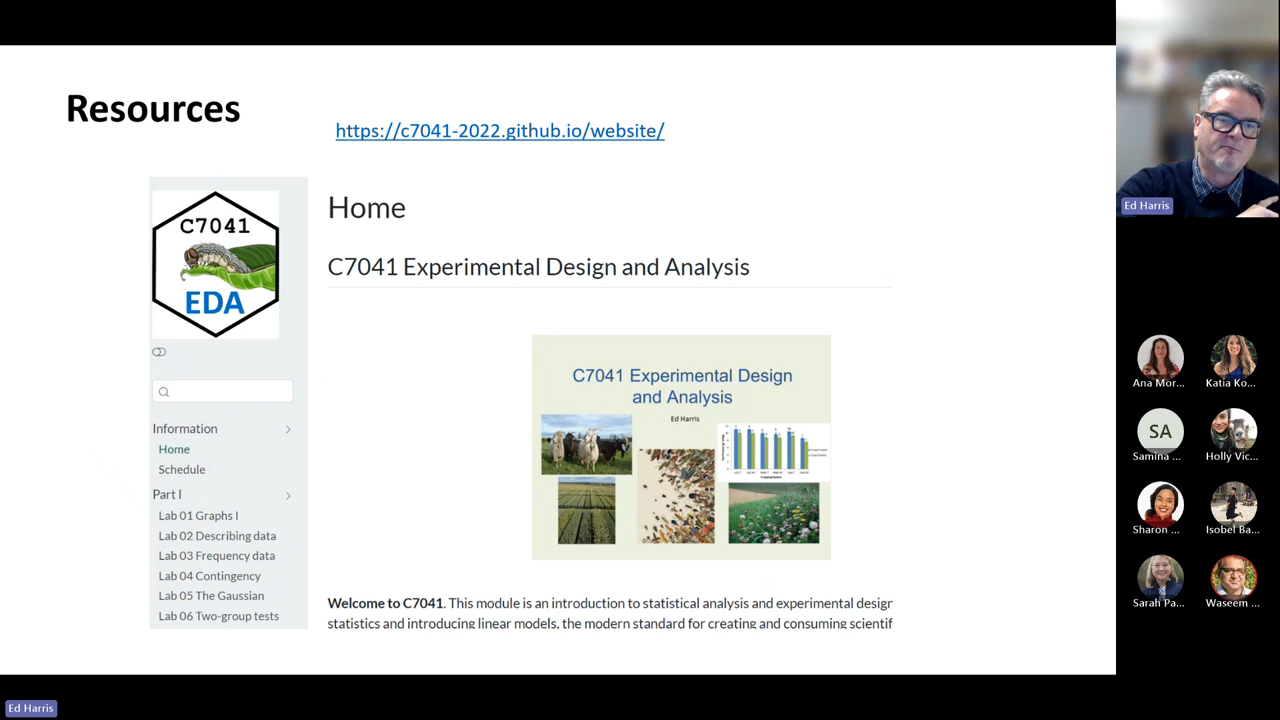 Resources
https://c7041-2022.github.io/website/
C7041
EDA
Information
Home
Schedule
Part I
Lab 01 Graphs I
Lab 02 Describing data
Lab 03 Frequency data
Lab 04 Contingency
Lab 05 The Gaussian
Lab 06 Two-group tests
Home
C7041 Experimental Design and Analysis
C7041 Experimental Design
and Analysis
Ed Harris
Welcome to C7041. This module is an introduction to statistical analysis and experimental desigr
statistics and introducing linear models, the modern standard for creating and consuming scientif
Ed Harris
Ana Mor...
Katia Ko...
SA
Samina ...
Holly Vic...
Sharon ...
Isobel Ba...
Sarah Pa...
Waseem ...
Ed Harris